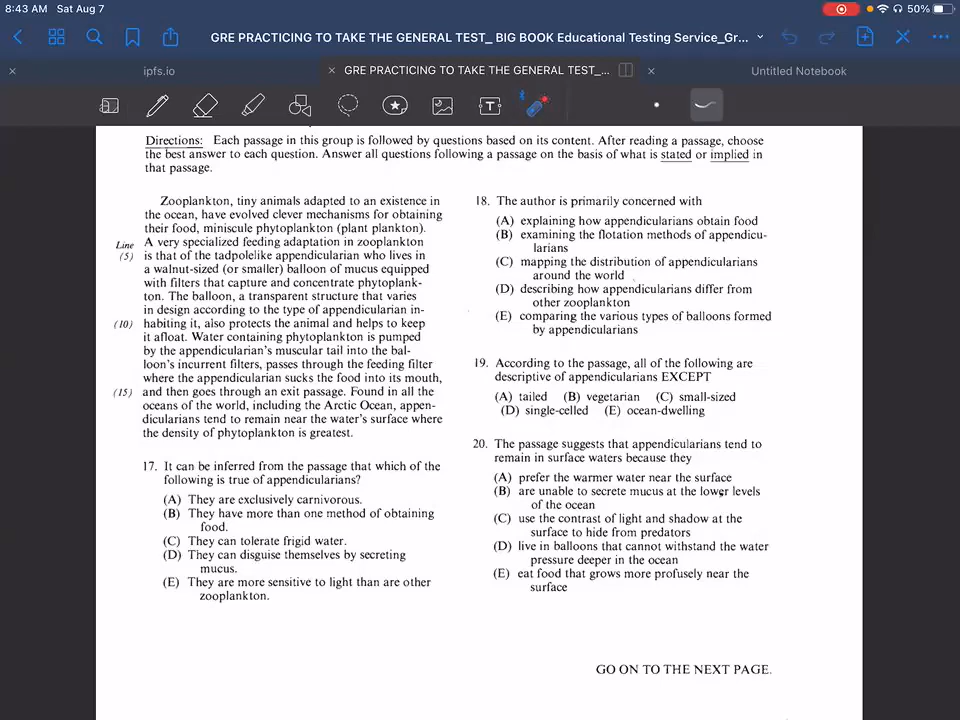 8:43 AM Sat Aug 7
50%
GRE PRACTICING TO TAKE THE GENERAL TEST_ BIG BOOK Educational Testing Service_Gr...
ipfs.io
GRE PRACTICING TO TAKE THE GENERAL TEST_...
Untitled Notebook
Directions: Each passage in this group is followed by questions based on its content. After reading a passage, choose
the best answer to each question. Answer all questions following a passage on the basis of what is stated or implied in
that passage.
Zooplankton, tiny animals adapted to an existence in
the ocean, have evolved clever mechanisms for obtaining
their food, miniscule phytoplankton (plant plankton).
Line A very specialized feeding adaptation in zooplankton
(5) is that of the tadpolelike appendicularian who lives in
a walnut-sized (or smaller) balloon of mucus equipped
with filters that capture and concentrate phytoplank-
ton. The balloon, a transparent structure that varies
in design according to the type of appendicularian in-
(10) habiting it, also protects the animal and helps to keep
it afloat. Water containing phytoplankton is pumped
by the appendicularian's muscular tail into the bal-
loon's incurrent filters, passes through the feeding filter
where the appendicularian sucks the food into its mouth,
(15) and then goes through an exit passage. Found in all the
oceans of the world, including the Arctic Ocean, appen-
dicularians tend to remain near the water's surface where
the density of phytoplankton is greatest.
17. It can be inferred from the passage that which of the
following is true of appendicularians?
(A) They are exclusively carnivorous.
(B) They have more than one method of obtaining
food.
(C) They can tolerate frigid water.
(D) They can disguise themselves by secreting
mucus.
(E) They are more sensitive to light than are other
zooplankton.
18. The author is primarily concerned with
(A) explaining how appendicularians obtain food
(B) examining the flotation methods of appendicu-
larians
(C) mapping the distribution of appendicularians
around the world
(D) describing how appendicularians differ from
other zooplankton
(E) comparing the various types of balloons formed
by appendicularians
19. According to the passage, all of the following are
descriptive of appendicularians EXCEPT
(A) tailed (B) vegetarian (C) small-sized
(D) single-celled (E) ocean-dwelling
20. The passage suggests that appendicularians tend to
remain in surface waters because they
(A) prefer the warmer water near the surface
(B) are unable to secrete mucus at the lower levels
of the ocean
(C) use the contrast of light and shadow at the
surface to hide from predators
(D) live in balloons that cannot withstand the water
pressure deeper in the ocean
(E) eat food that grows more profusely near the
surface
GO ON TO THE NEXT PAGE.